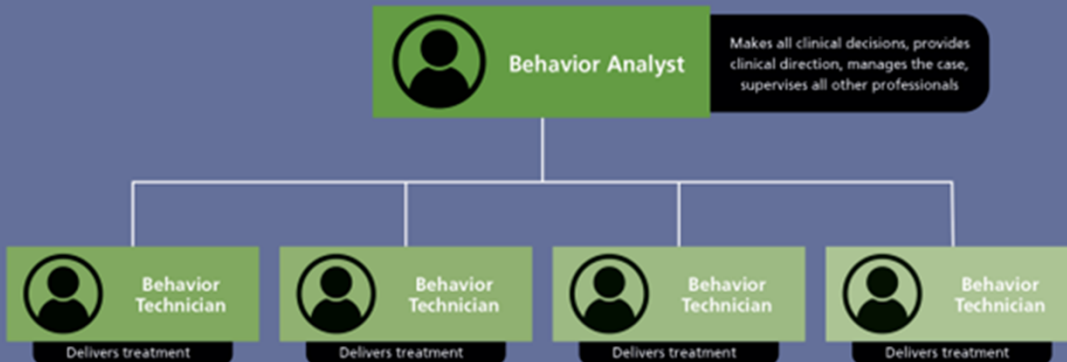 Behavior Analyst
Makes all clinical decisions, provides
clinical direction, manages the case,
supervises all other professionals
Behavior
Technician
Delivers treatment
Behavior
Technician
Delivers treatment
Behavior
Technician
Delivers treatment
Behavior
Technician
Delivers treatment